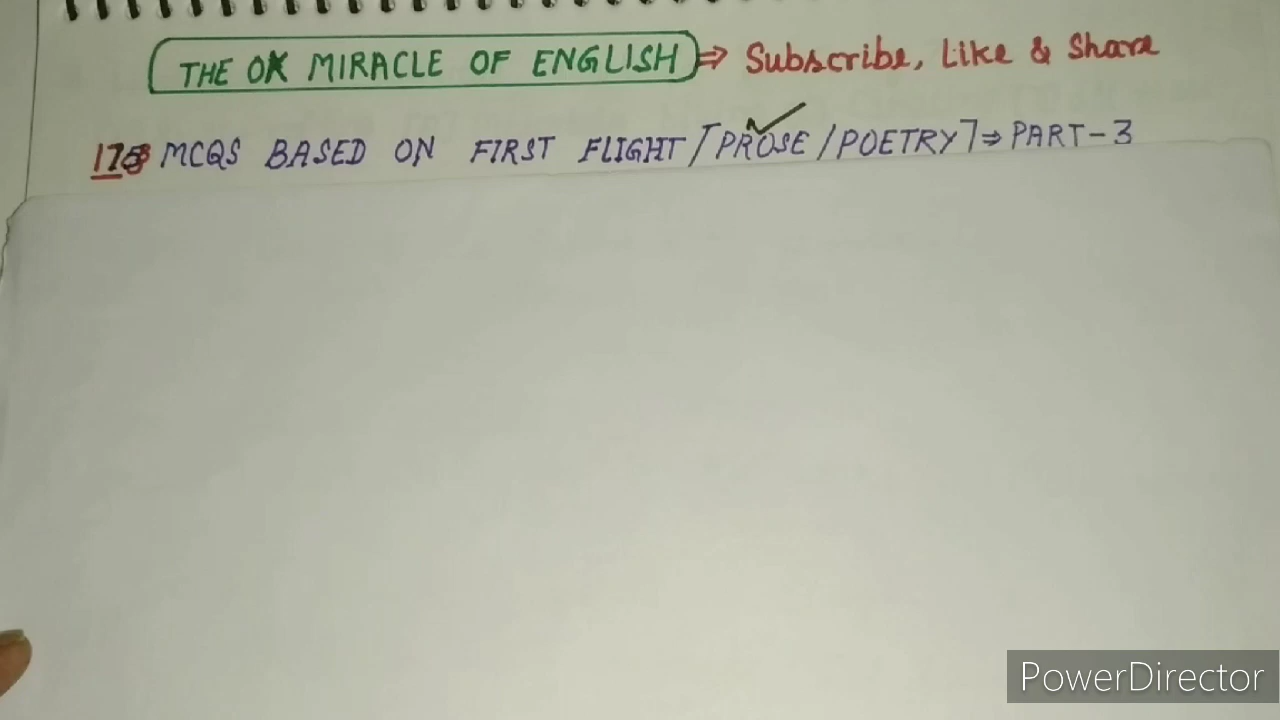 THE OK MIRACLE OF ENGLISH ⇒ Subscribe, Like & Share
MCQS BASED ON FIRST FLIGHT / [PROSE / POETRY] ⇒ PART-3
PowerDirector